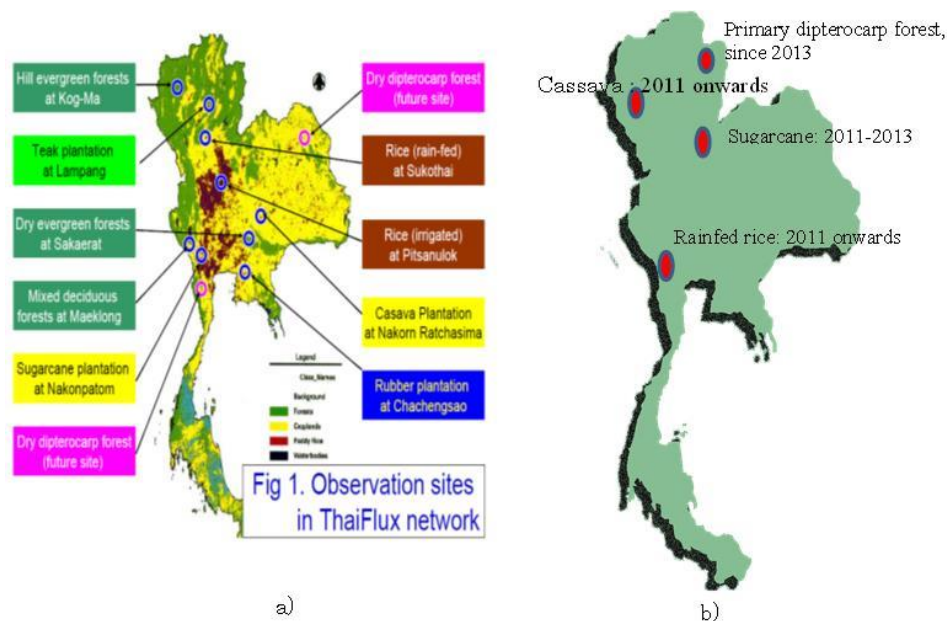 Hill evergreen forests
at Kog-Ma
Teak plantation
at Lampang
Dry evergreen forests
at Sakaerat
Mixed deciduous
forests at Maeklong
Sugarcane plantation
at Nakonpatom
Dry dipterocarp forest
(future site)
Dry dipterocarp forest
(future site)
Rice (rain-fed)
at Sukothai
Rice (irrigated)
at Pitsanulok
Casava Plantation
at Nakorn Ratchasima
Rubber plantation
at Chachengsao
Legend
Class_Names
Background
Forests
Croplands
Paddy Rice
Waterbodies
Fig 1. Observation sites
in ThaiFlux network
a)
Primary dipterocarp forest,
since 2013
Cassava : 2011 onwards
Sugarcane: 2011-2013
Rainfed rice: 2011 onwards
b)